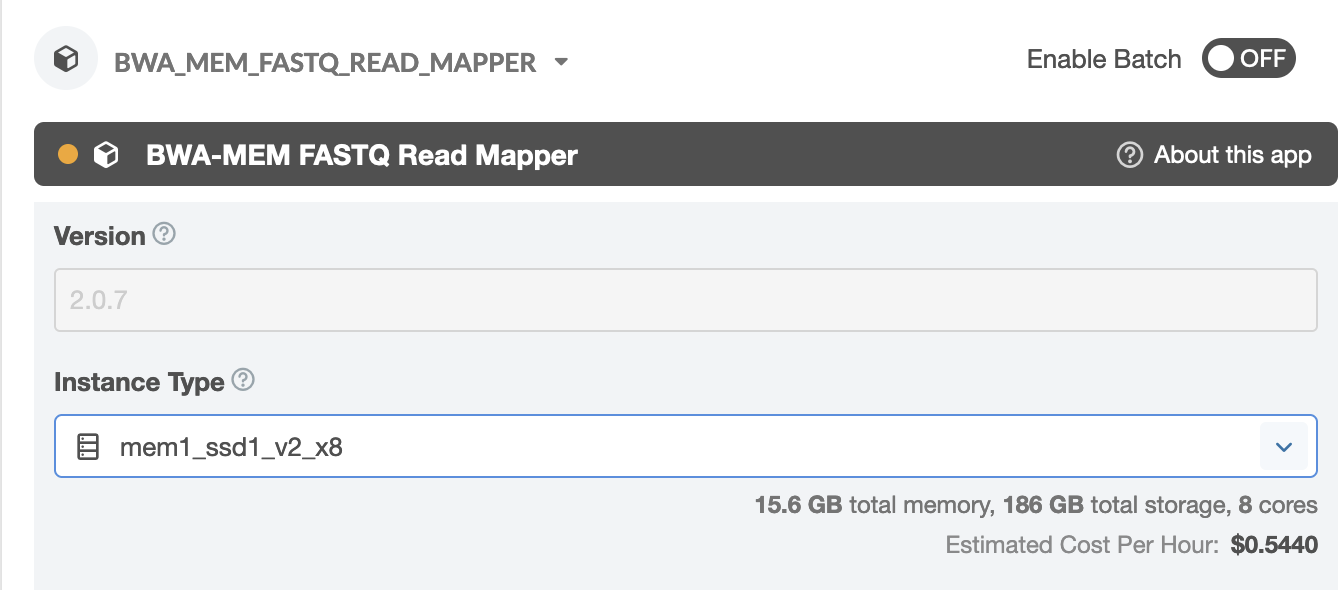 BWA_MEM_FASTQ_READ_MAPPER
Enable Batch OFF
BWA-MEM FASTQ Read Mapper
? About this app
Version ?
2.0.7
Instance Type ?
mem1_ssd1_v2_x8
15.6 GB total memory, 186 GB total storage, 8 cores
Estimated Cost Per Hour: $0.5440